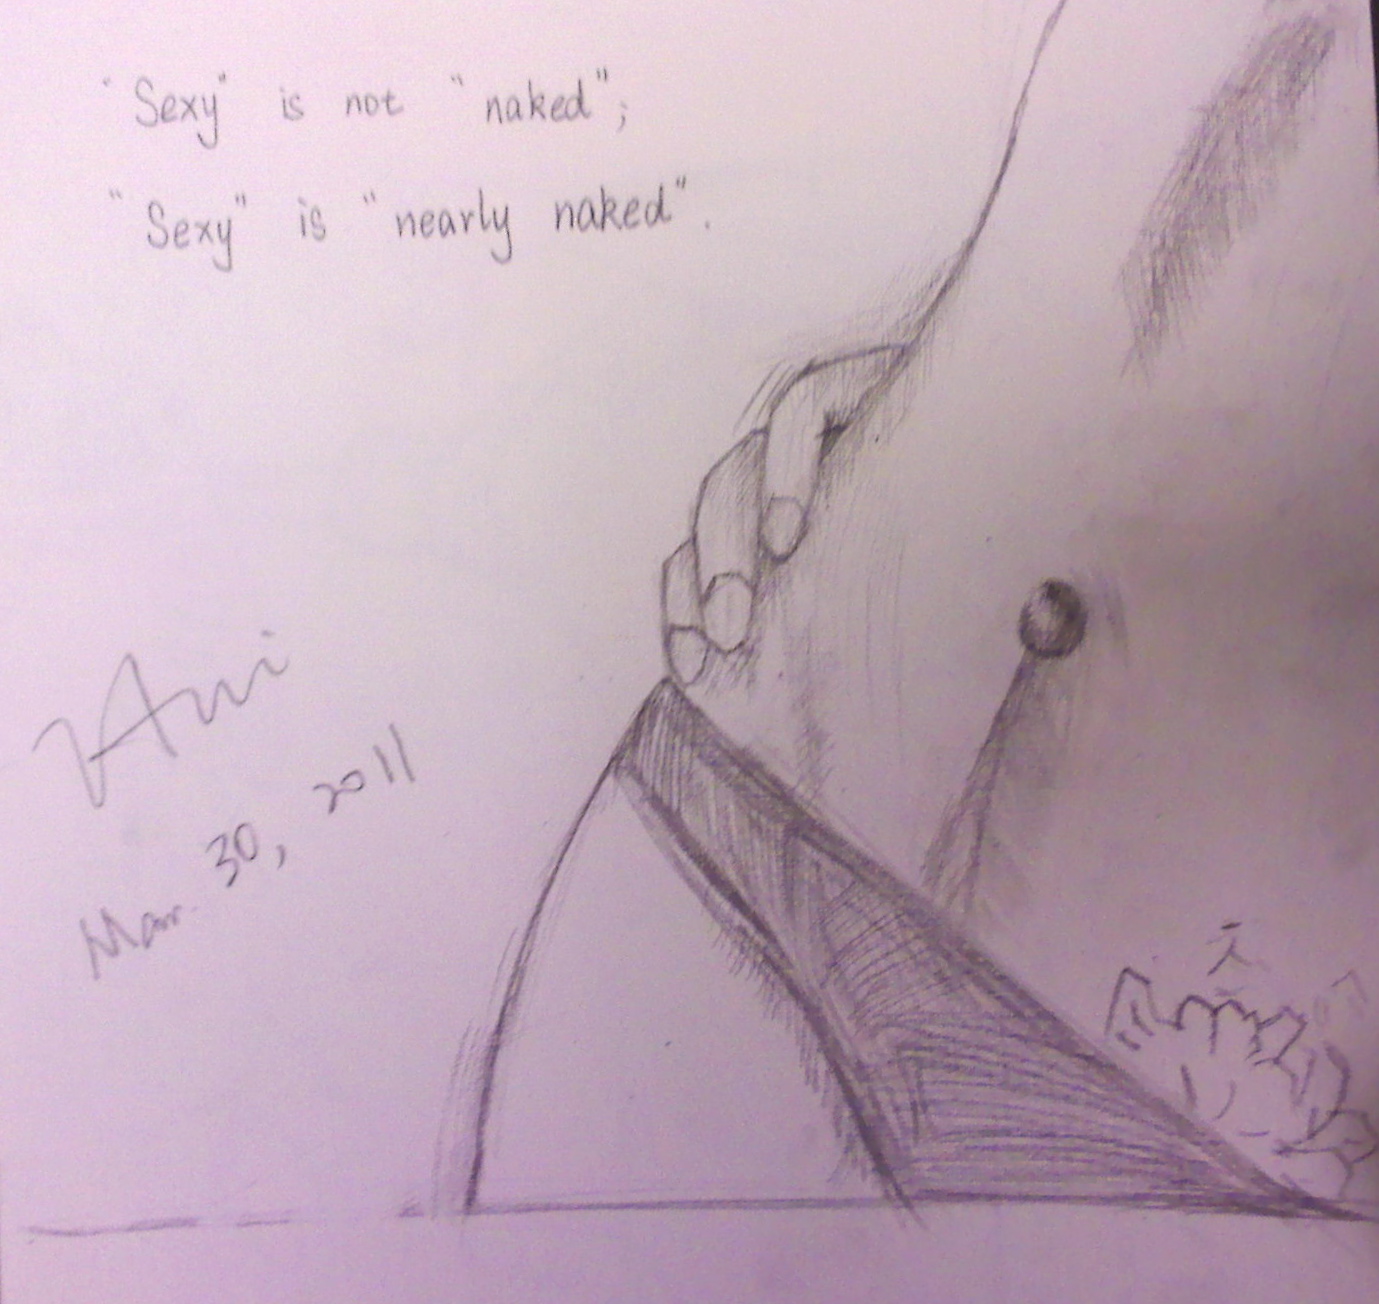 "Sexy" is not "naked";
"Sexy" is "nearly naked".
Mar. 30, 2011